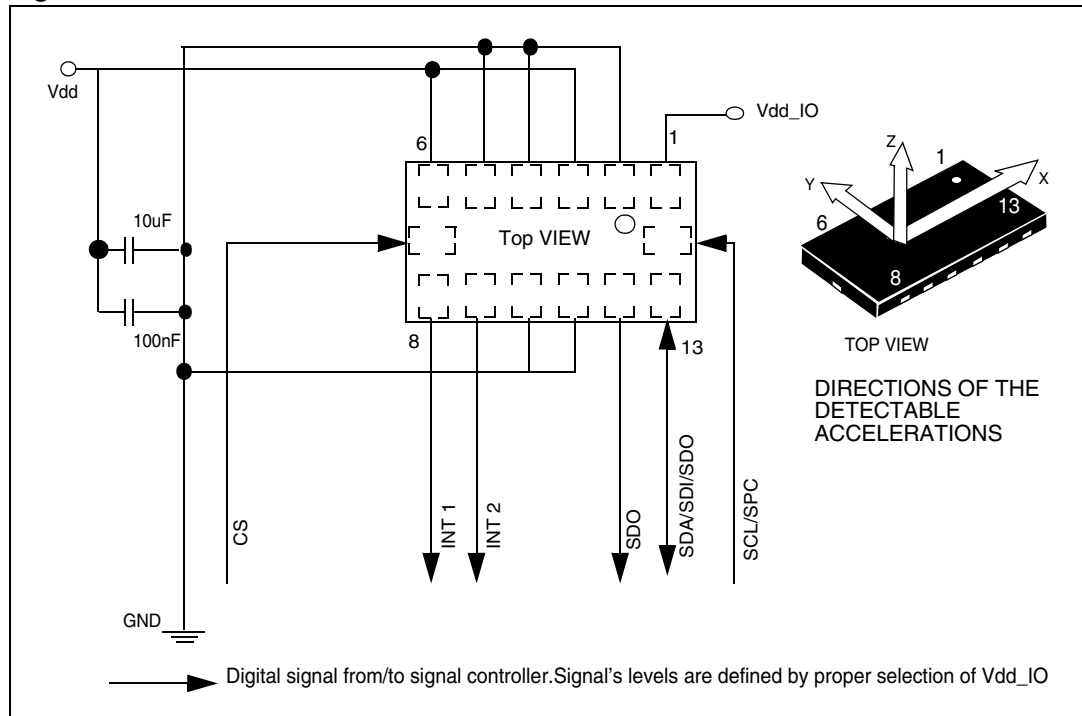 Vdd
Vdd_IO
6
1
10uF
100nF
Top VIEW
8
13
CS
INT 1
INT 2
SDO
SDA/SDI/SDO
SCL/SPC
GND
Z
Y
X
1
6
13
8
TOP VIEW
DIRECTIONS OF THE
DETECTABLE
ACCELERATIONS
Digital signal from/to signal controller.Signal's levels are defined by proper selection of Vdd_IO